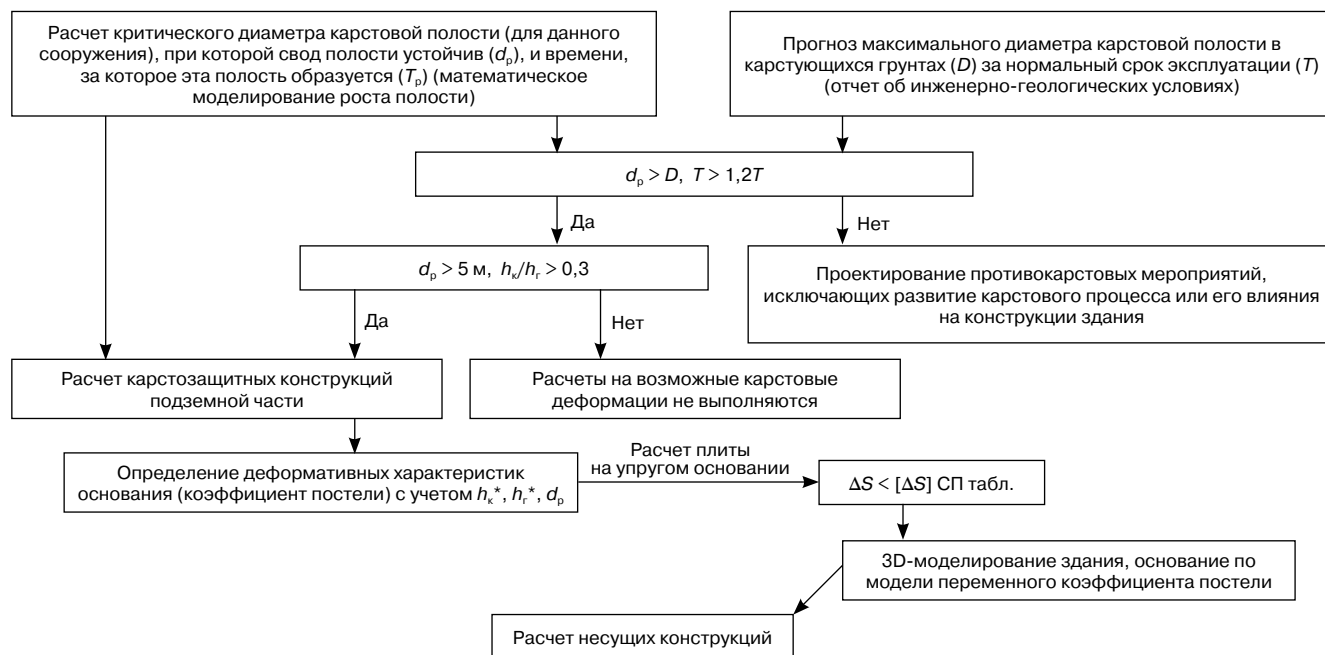 Расчет критического диаметра карстовой полости (для данного
сооружения), при которой свод полости устойчив (dр), и времени,
за которое эта полость образуется (Tр) (математическое
моделирование роста полости)
Прогноз максимального диаметра карстовой полости в
карстующихся грунтах (D) за нормальный срок эксплуатации (T)
(отчет об инженерно-геологических условиях)
dр > D, T > 1,2T
Да
Нет
dр > 5 м, hк/hг > 0,3
Проектирование противокарстовых мероприятий,
исключающих развитие карстового процесса или его влияния
на конструкции здания
Да
Нет
Расчет карстозащитных конструкций
подземной части
Расчеты на возможные карстовые
деформации не выполняются
Определение деформативных характеристик
основания (коэффициент постели) с учетом hк*, hг*, dр
Расчет плиты
на упругом основании
ΔS < [ΔS] СП табл.
3D-моделирование здания, основание по
модели переменного коэффициента постели
Расчет несущих конструкций